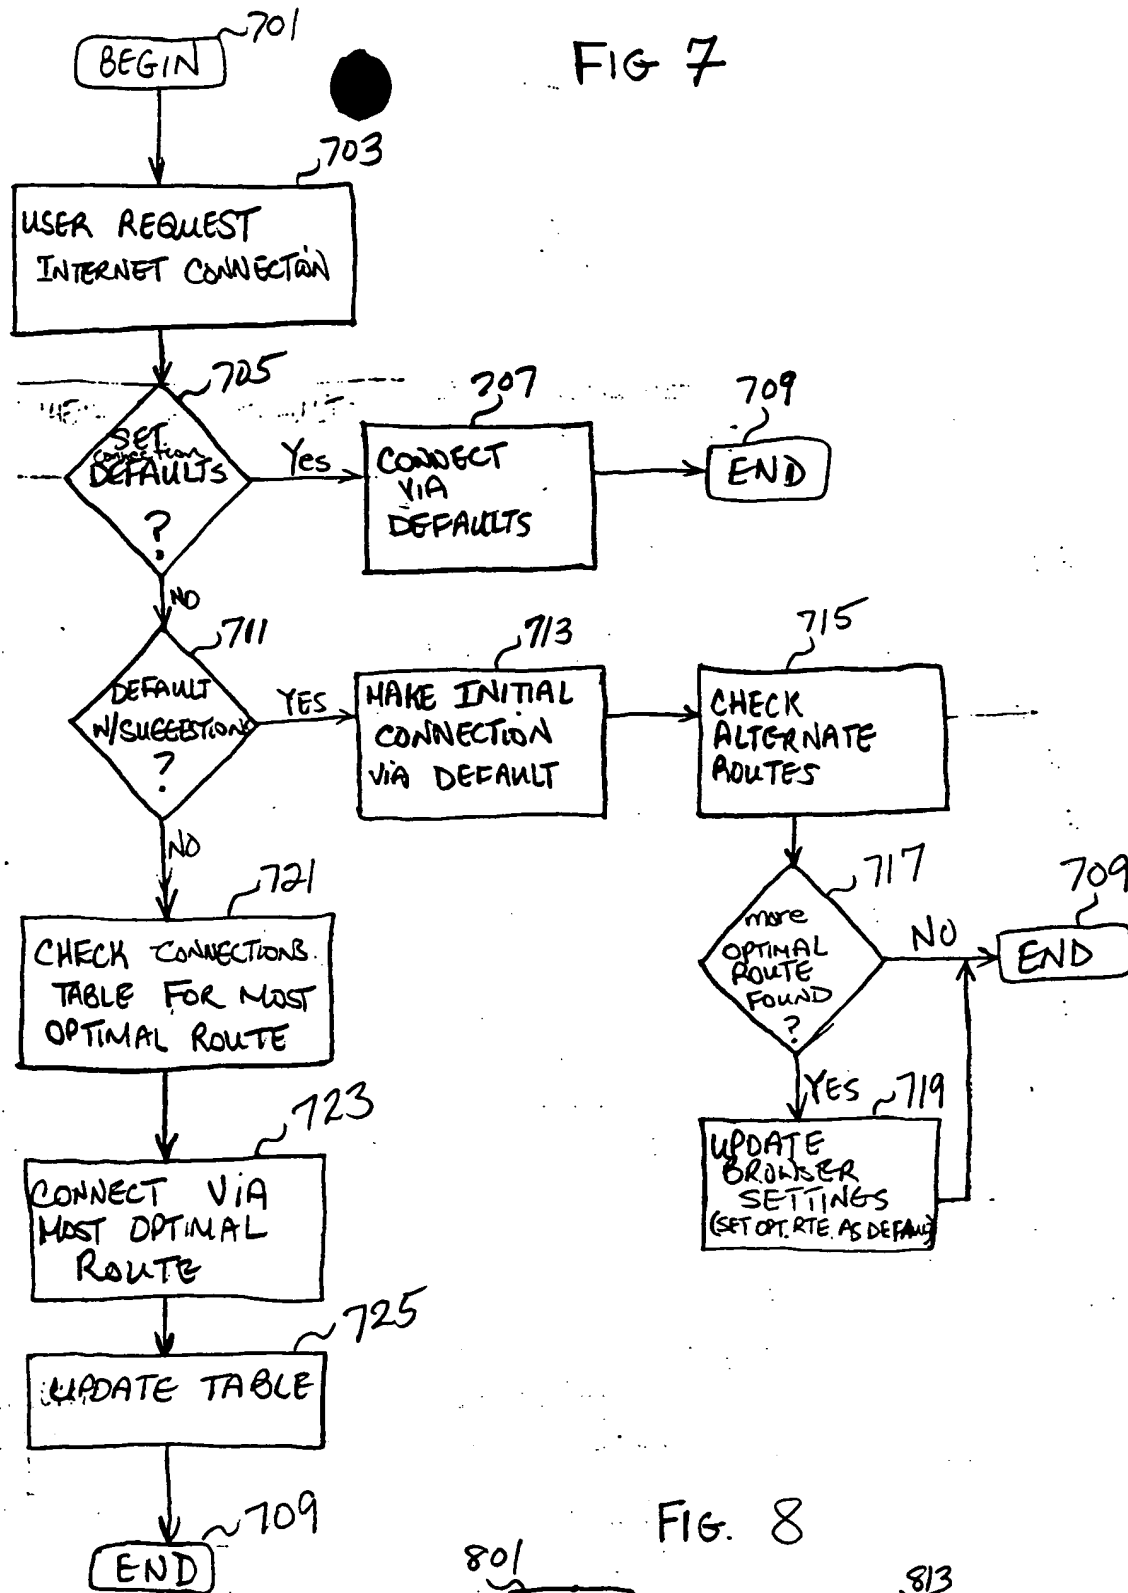 701
BEGIN
FIG 7
703
USER REQUEST
INTERNET CONNECTION
705
SET
connection
DEFAULTS
?
Yes
707
CONNECT
VIA
DEFAULTS
709
END
NO
711
DEFAULT
W/SUGGESTIONS
?
YES
713
MAKE INITIAL
CONNECTION
VIA DEFAULT
715
CHECK
ALTERNATE
ROUTES
717
more
OPTIMAL
ROUTE
FOUND
?
NO
709
END
YES
719
UPDATE
BROWSER
SETTINGS
(SET OPT. RTE. AS DEFAULT)
NO
721
CHECK CONNECTIONS
TABLE FOR MOST
OPTIMAL ROUTE
723
CONNECT VIA
MOST OPTIMAL
ROUTE
725
UPDATE TABLE
709
END
FIG. 8
801
813